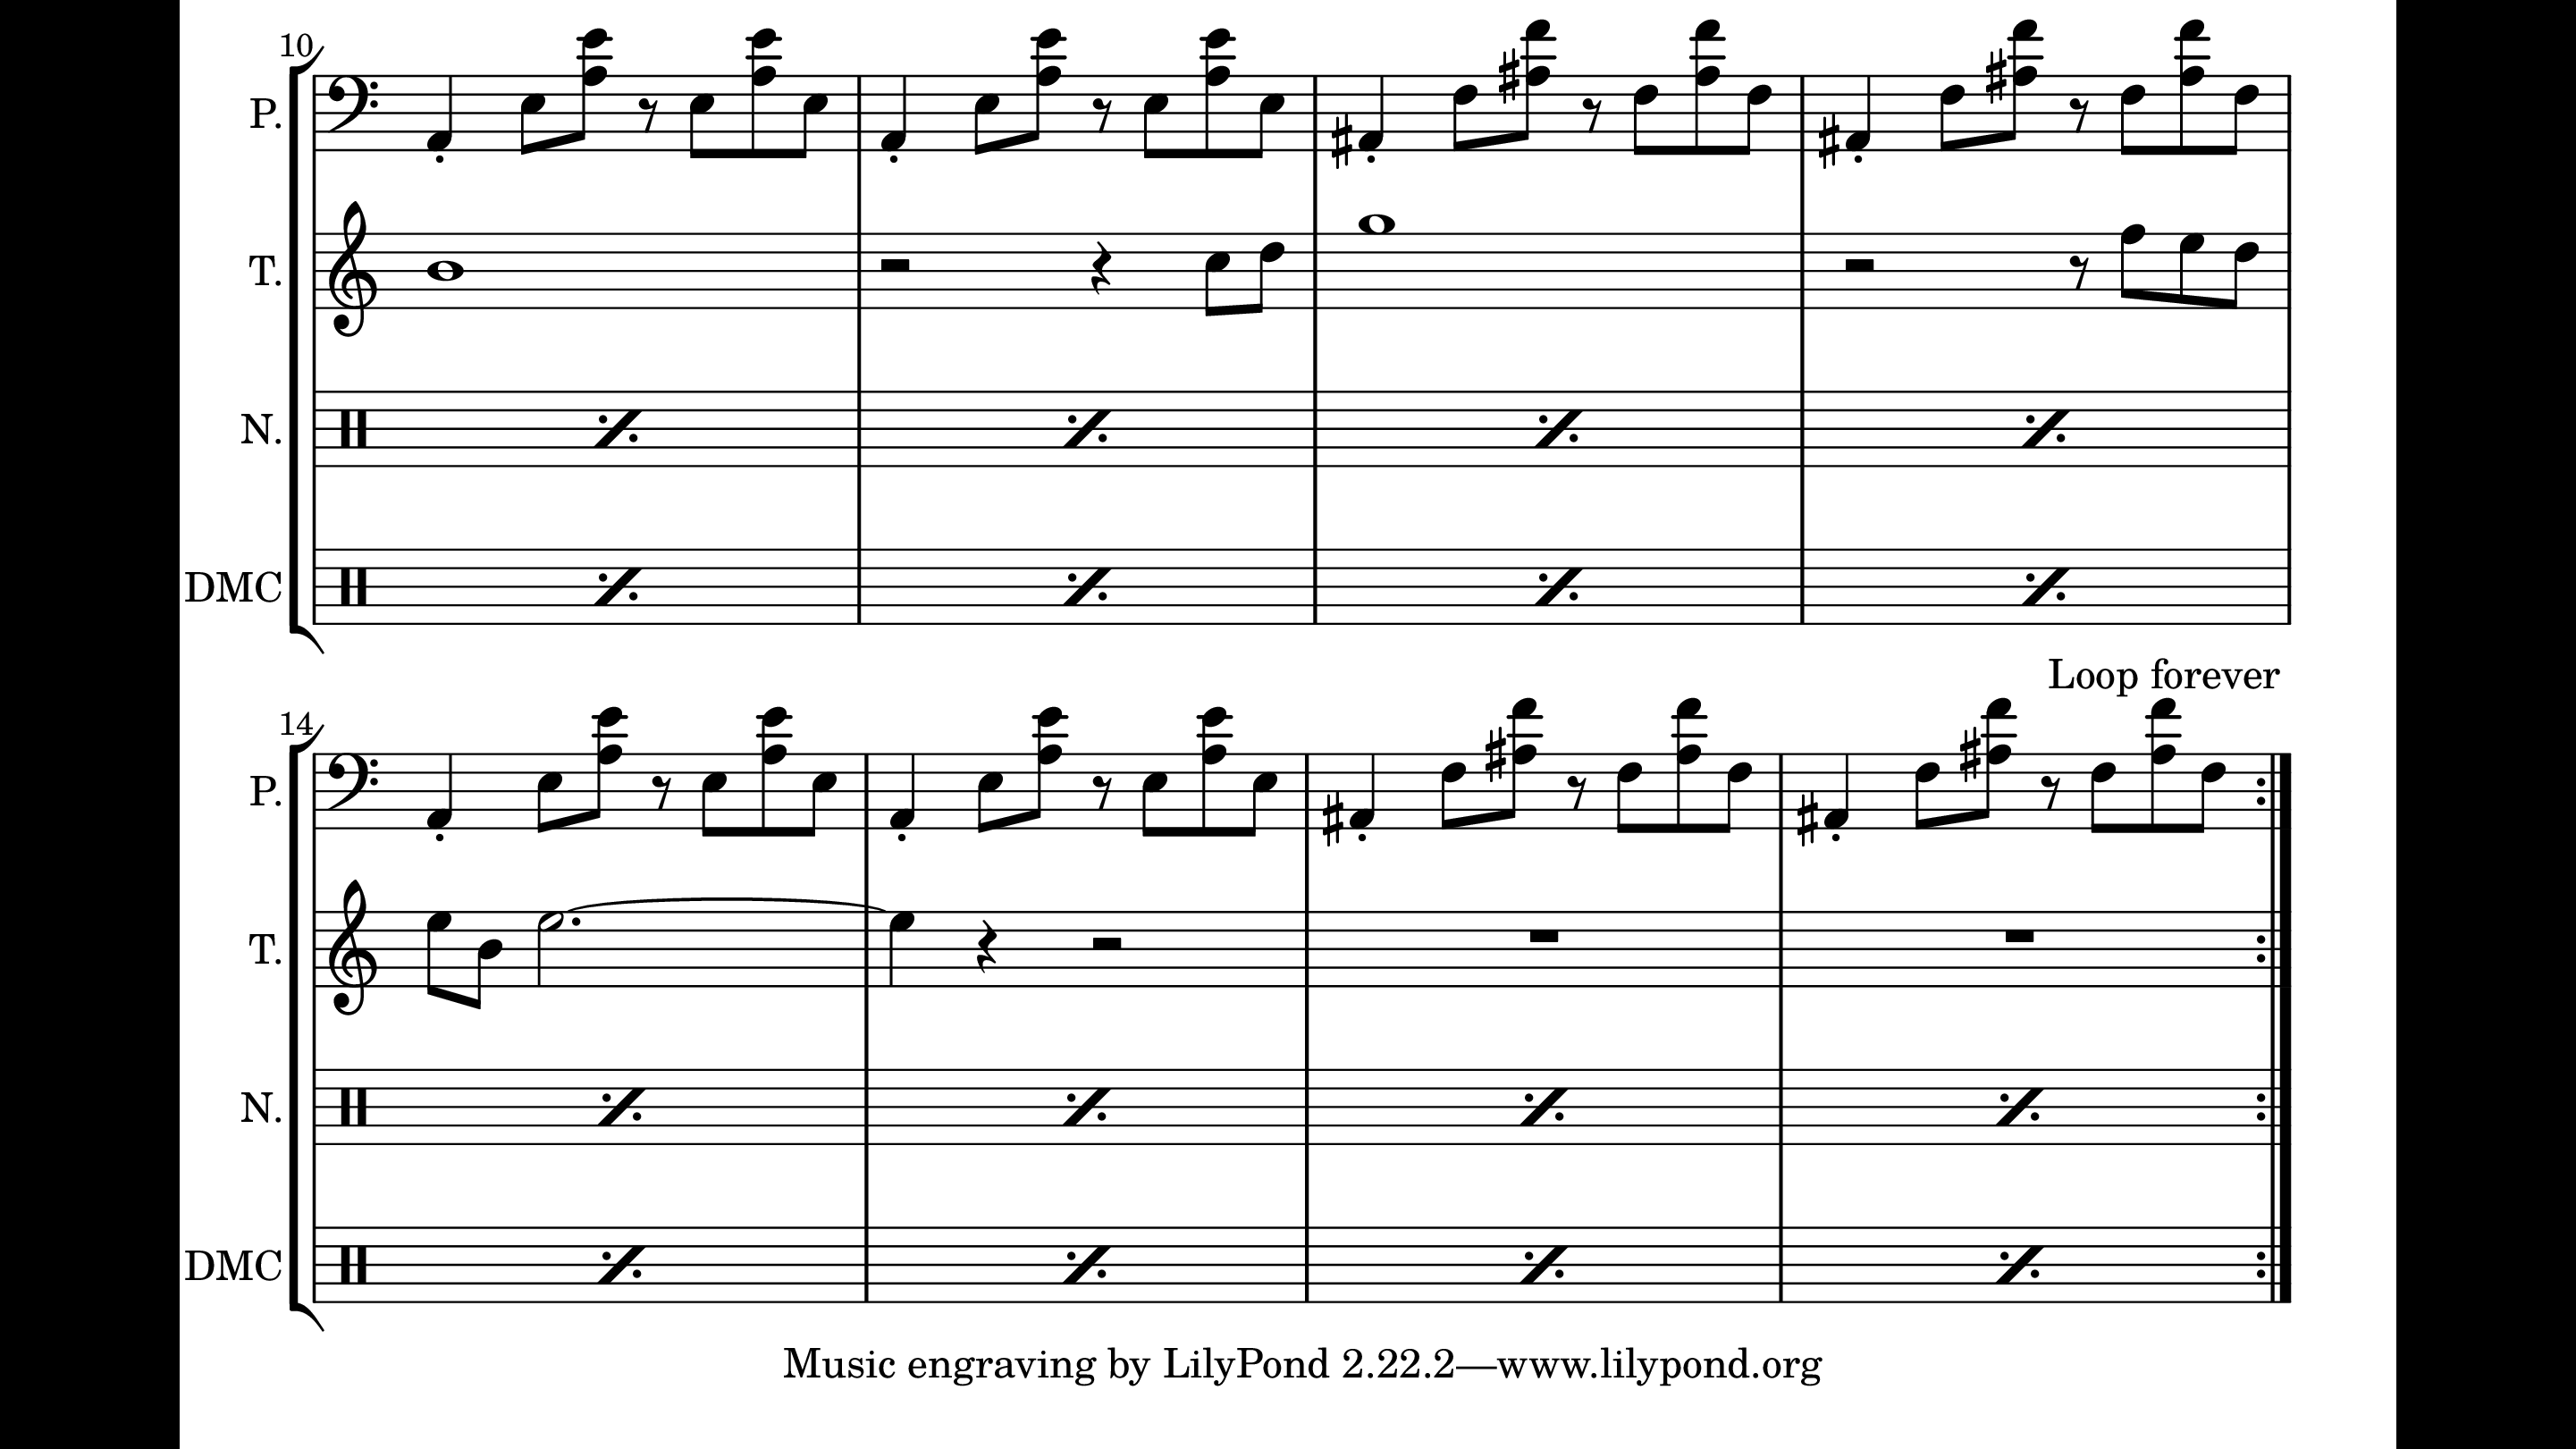 10
P.
T.
N.
DMC
Loop forever
14
P.
T.
N.
DMC
Music engraving by LilyPond 2.22.2—www.lilypond.org